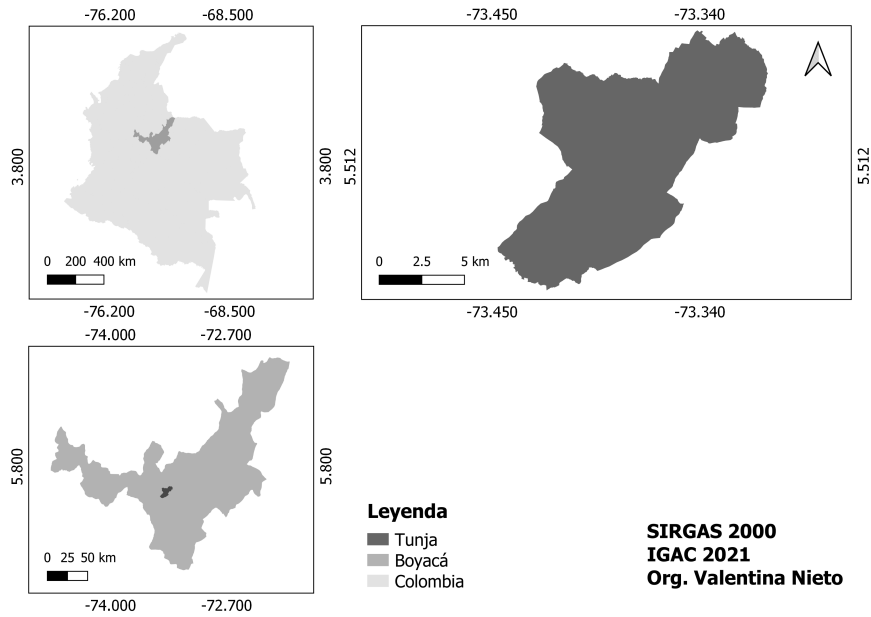 -76.200 -68.500
3.800
3.800
0 200 400 km
-76.200 -68.500
-73.450 -73.340
5.512
5.512
0 2.5 5 km
-73.450 -73.340
-74.000 -72.700
5.800
5.800
0 25 50 km
-74.000 -72.700
Leyenda
Tunja
Boyacá
Colombia
SIRGAS 2000
IGAC 2021
Org. Valentina Nieto